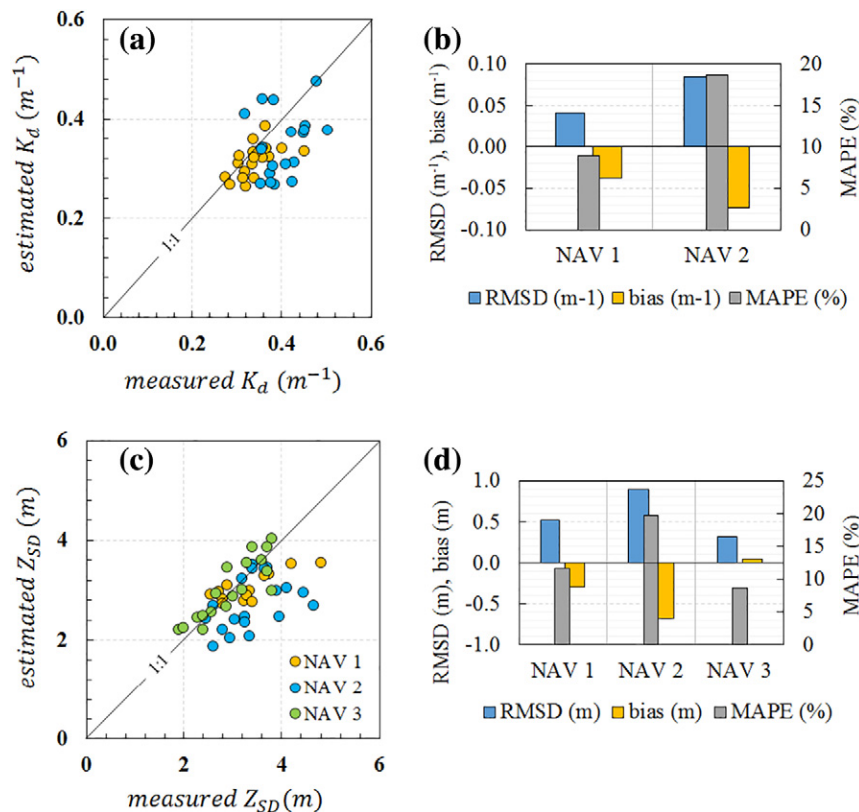 (a)
0.6
0.4
0.2
0.0
estimated K_d (m⁻¹)
1:1
0.0 0.2 0.4 0.6
measured K_d (m⁻¹)
(b)
0.10
0.05
0.00
-0.05
-0.10
RMSD (m⁻¹), bias (m⁻¹)
20
15
10
5
0
MAPE (%)
NAV 1 NAV 2
RMSD (m-1) bias (m-1) MAPE (%)
(c)
6
4
2
0
estimated Z_SD (m)
1:1
NAV 1
NAV 2
NAV 3
0 2 4 6
measured Z_SD (m)
(d)
1.0
0.5
0.0
-0.5
-1.0
RMSD (m), bias (m)
25
20
15
10
5
0
MAPE (%)
NAV 1 NAV 2 NAV 3
RMSD (m) bias (m) MAPE (%)